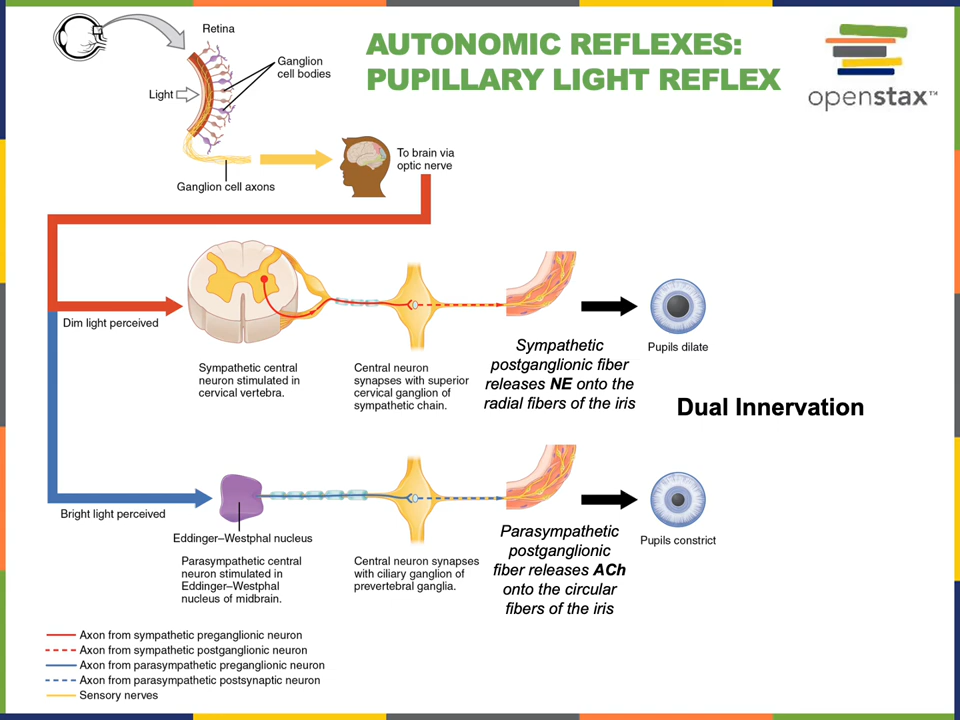 AUTONOMIC REFLEXES:
PUPILLARY LIGHT REFLEX
openstax™
Retina
Ganglion
cell bodies
Light
Ganglion cell axons
To brain via
optic nerve
Dim light perceived
Sympathetic central
neuron stimulated in
cervical vertebra.
Central neuron
synapses with superior
cervical ganglion of
sympathetic chain.
Sympathetic
postganglionic fiber
releases NE onto the
radial fibers of the iris
Pupils dilate
Dual Innervation
Bright light perceived
Eddinger–Westphal nucleus
Parasympathetic central
neuron stimulated in
Eddinger–Westphal
nucleus of midbrain.
Central neuron synapses
with ciliary ganglion of
prevertebral ganglia.
Parasympathetic
postganglionic
fiber releases ACh
onto the circular
fibers of the iris
Pupils constrict
Axon from sympathetic preganglionic neuron
Axon from sympathetic postganglionic neuron
Axon from parasympathetic preganglionic neuron
Axon from parasympathetic postsynaptic neuron
Sensory nerves